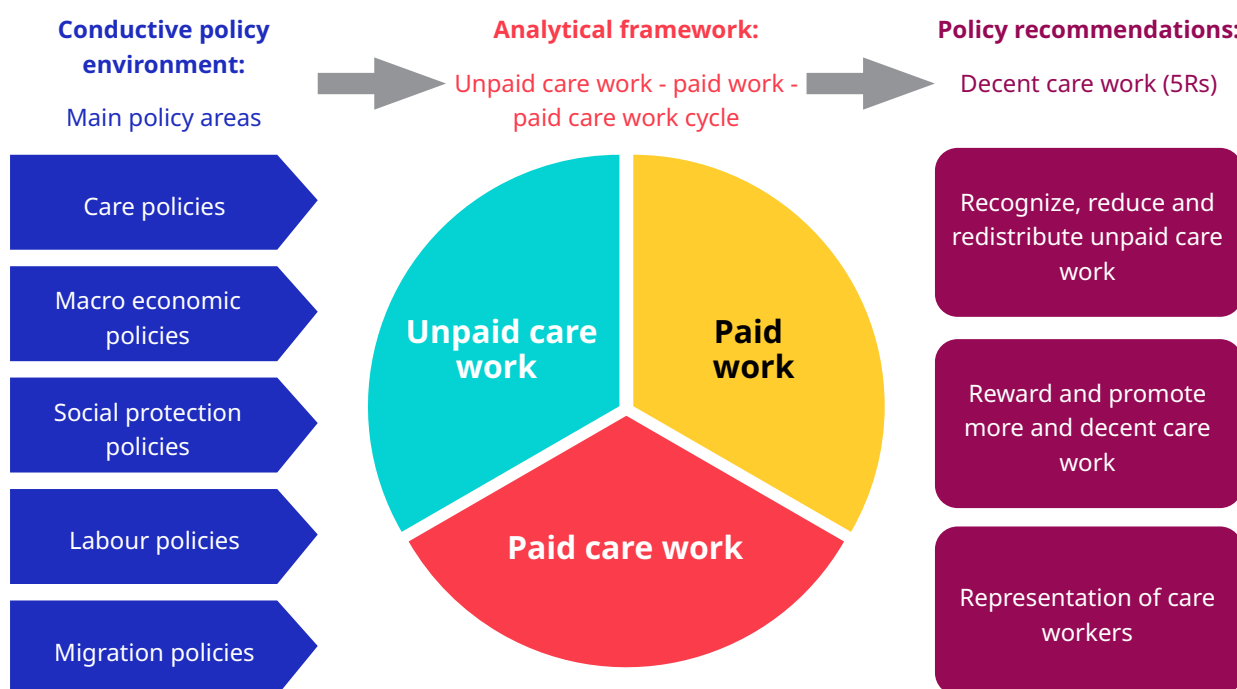 Conductive policy
environment:
Main policy areas
Care policies
Macro economic
policies
Social protection
policies
Labour policies
Migration policies
Analytical framework:
Unpaid care work - paid work -
paid care work cycle
Unpaid care
work
Paid
work
Paid care work
Policy recommendations:
Decent care work (5Rs)
Recognize, reduce and
redistribute unpaid care
work
Reward and promote
more and decent care
work
Representation of care
workers